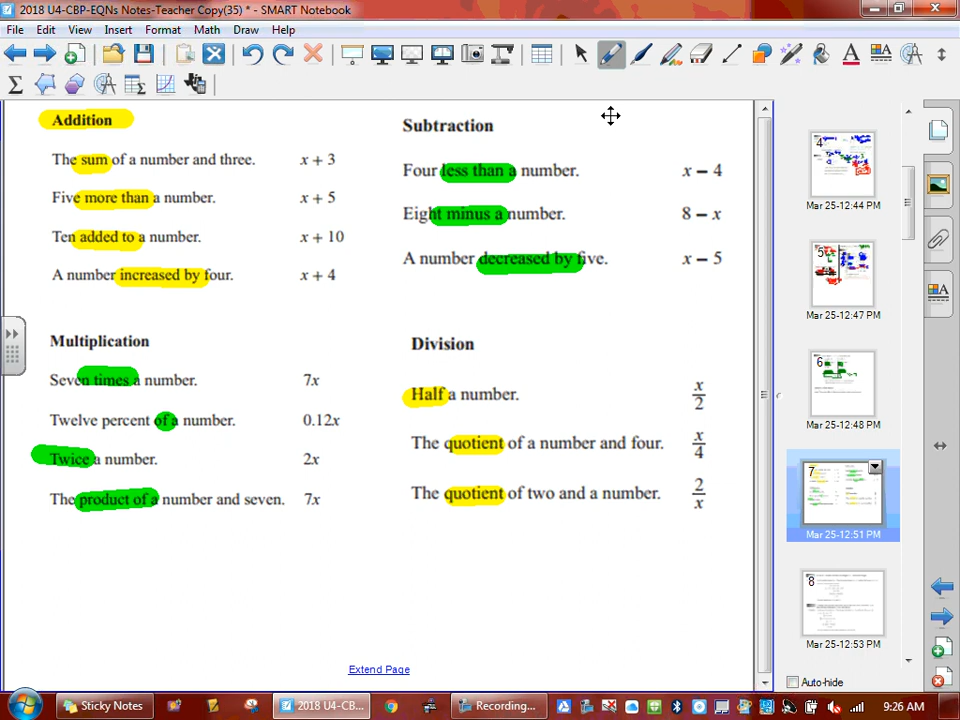 2018 U4-CBP-EQNs Notes-Teacher Copy(35) * - SMART Notebook
File Edit View Insert Format Math Draw Help
Addition
The sum of a number and three. x + 3
Five more than a number. x + 5
Ten added to a number. x + 10
A number increased by four. x + 4
Subtraction
Four less than a number. x − 4
Eight minus a number. 8 − x
A number decreased by five. x − 5
Multiplication
Seven times a number. 7x
Twelve percent of a number. 0.12x
Twice a number. 2x
The product of a number and seven. 7x
Division
Half a number. x/2
The quotient of a number and four. x/4
The quotient of two and a number. 2/x
Extend Page
4
Mar 25-12:44 PM
5
Mar 25-12:47 PM
6
Mar 25-12:48 PM
7
Mar 25-12:51 PM
8
Mar 25-12:53 PM
Auto-hide
Sticky Notes
2018 U4-CB...
Recording...
9:26 AM